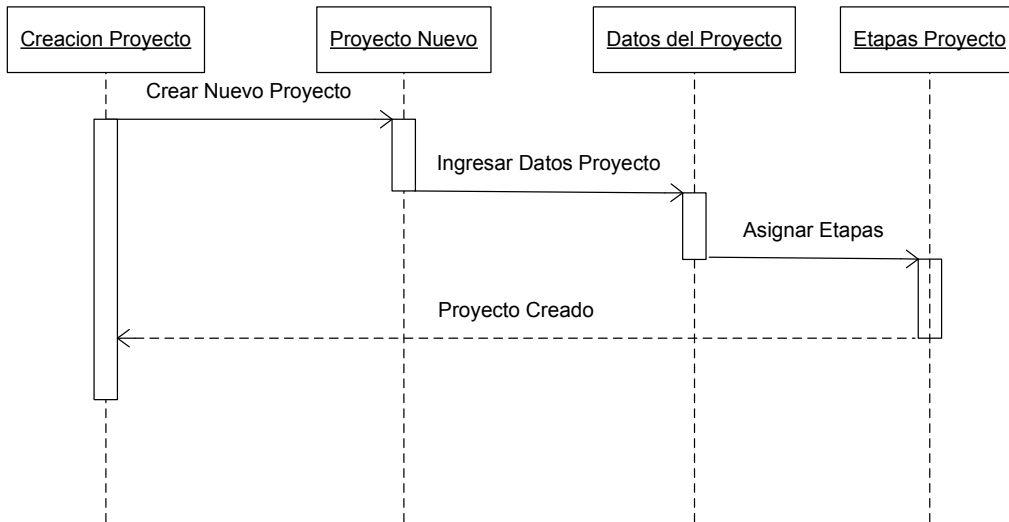 Creacion Proyecto
Proyecto Nuevo
Datos del Proyecto
Etapas Proyecto
Crear Nuevo Proyecto
Ingresar Datos Proyecto
Asignar Etapas
Proyecto Creado